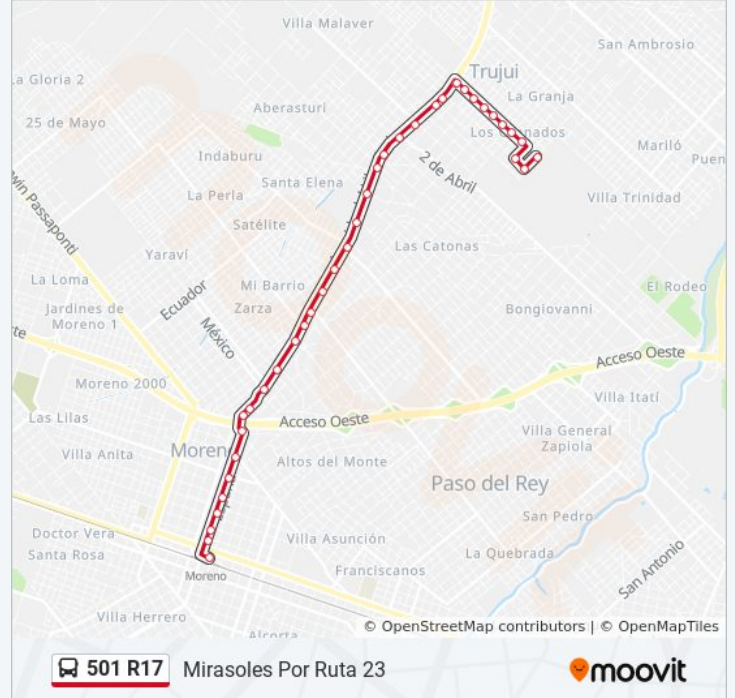 Villa Malaver
San Ambrosio
Trujui
a Gloria 2
La Granja
Aberasturi
25 de Mayo
Mariló
Indaburu
2 de Abril
Santa Elena
La Perla
Villa Trinidad
win Passaponti
Satélite
Las Catonas
Yaraví
La Loma
Mi Barrio
El Rodeo
Ecuador
Jardines de
Moreno 1
Zarza
Bongiovanni
México
Acceso Oeste
Moreno 2000
Villa Itatí
Las Lilas
Acceso Oeste
Villa General
Zapiola
Villa Anita
Altos del Monte
Paso del Rey
San Pedro
Doctor Vera
Villa Asunción
Santa Rosa
La Quebrada
San Antonio
Moreno
Franciscanos
Villa Herrero
© OpenStreetMap contributors | © OpenMapTiles
501 R17 Mirasoles Por Ruta 23
moovit